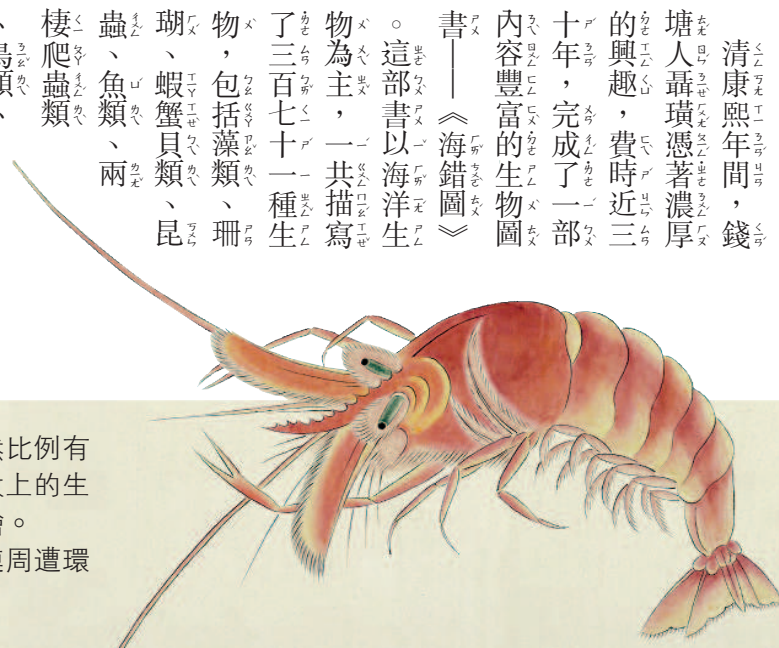 清康熙年間，錢
塘人聶璜憑著濃厚
的興趣，費時近三
十年，完成了一部
內容豐富的生物圖
書——《海錯圖》
。這部書以海洋生
物為主，一共描寫
了三百七十一種生
物，包括藻類、珊
瑚、蝦蟹貝類、昆
蟲、魚類、兩
棲爬蟲類
、鳥類、
比例有
上的生
。
周遭環